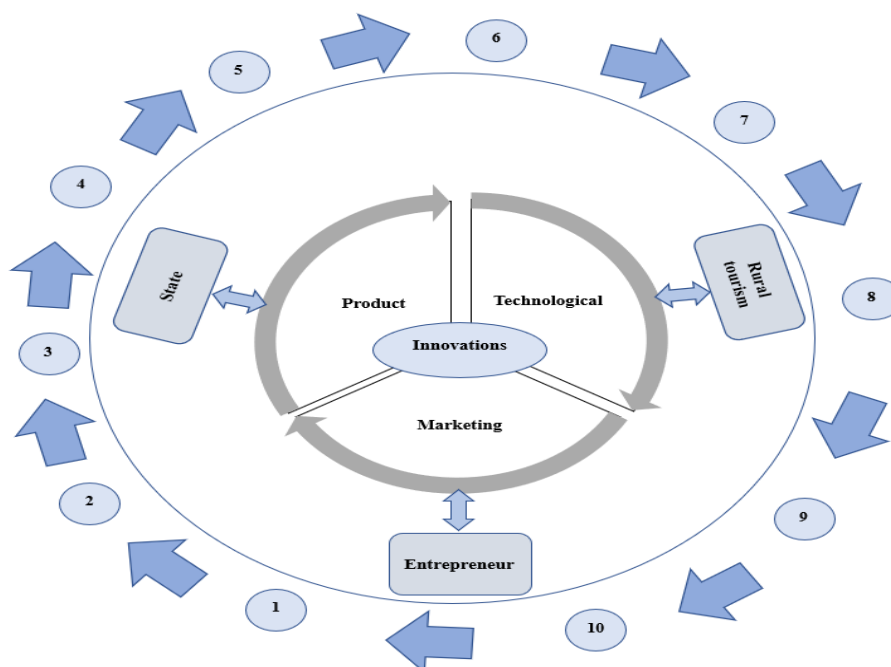 6
5
7
4
State
Rural
tourism
Product
Technological
8
Innovations
3
Marketing
2
9
Entrepreneur
1
10